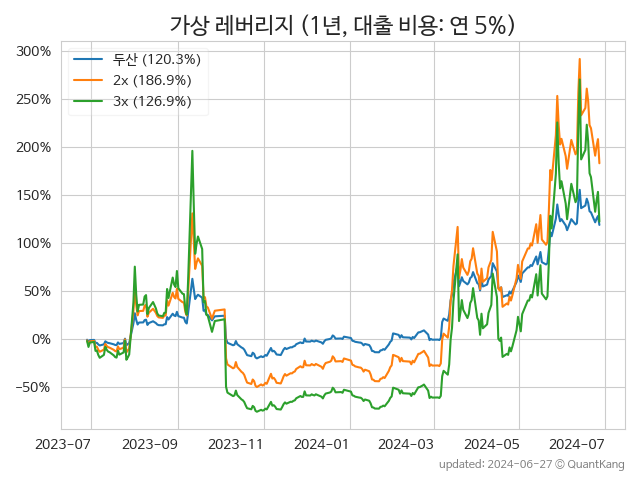 가상 레버리지 (1년, 대출 비용: 연 5%)
300%
250%
200%
150%
100%
50%
0%
−50%
두산 (120.3%)
2x (186.9%)
3x (126.9%)
2023-07 2023-09 2023-11 2024-01 2024-03 2024-05 2024-07
updated: 2024-06-27 © QuantKang